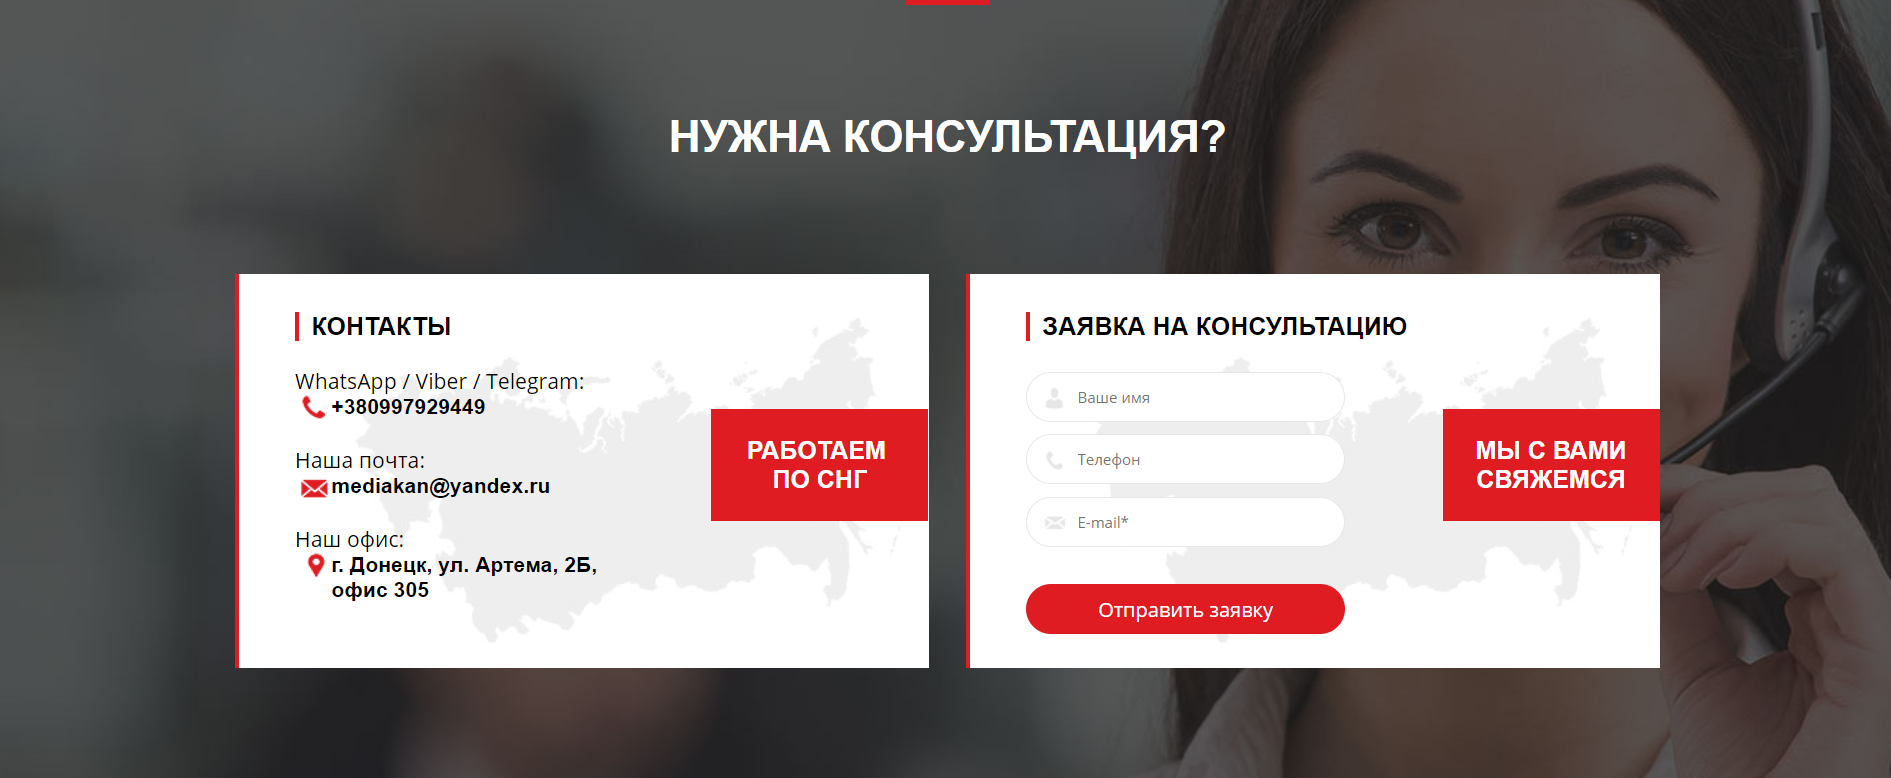 НУЖНА КОНСУЛЬТАЦИЯ?
КОНТАКТЫ
WhatsApp / Viber / Telegram:
+380997929449
Наша почта:
mediakan@yandex.ru
Наш офис:
г. Донецк, ул. Артема, 2Б,
офис 305
РАБОТАЕМ
ПО СНГ
ЗАЯВКА НА КОНСУЛЬТАЦИЮ
Ваше имя
Телефон
E-mail*
Отправить заявку
МЫ С ВАМИ
СВЯЖЕМСЯ